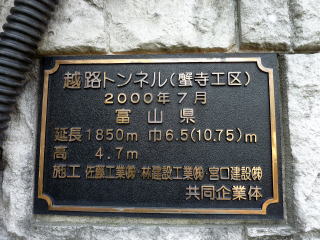 越路トンネル(蟹寺工区)
2000年7月
富山県
延長1850m 巾6.5(10.75)m
高 4.7m
施工 佐藤工業㈱・林建設工業㈱・宮口建設㈱
共同企業体